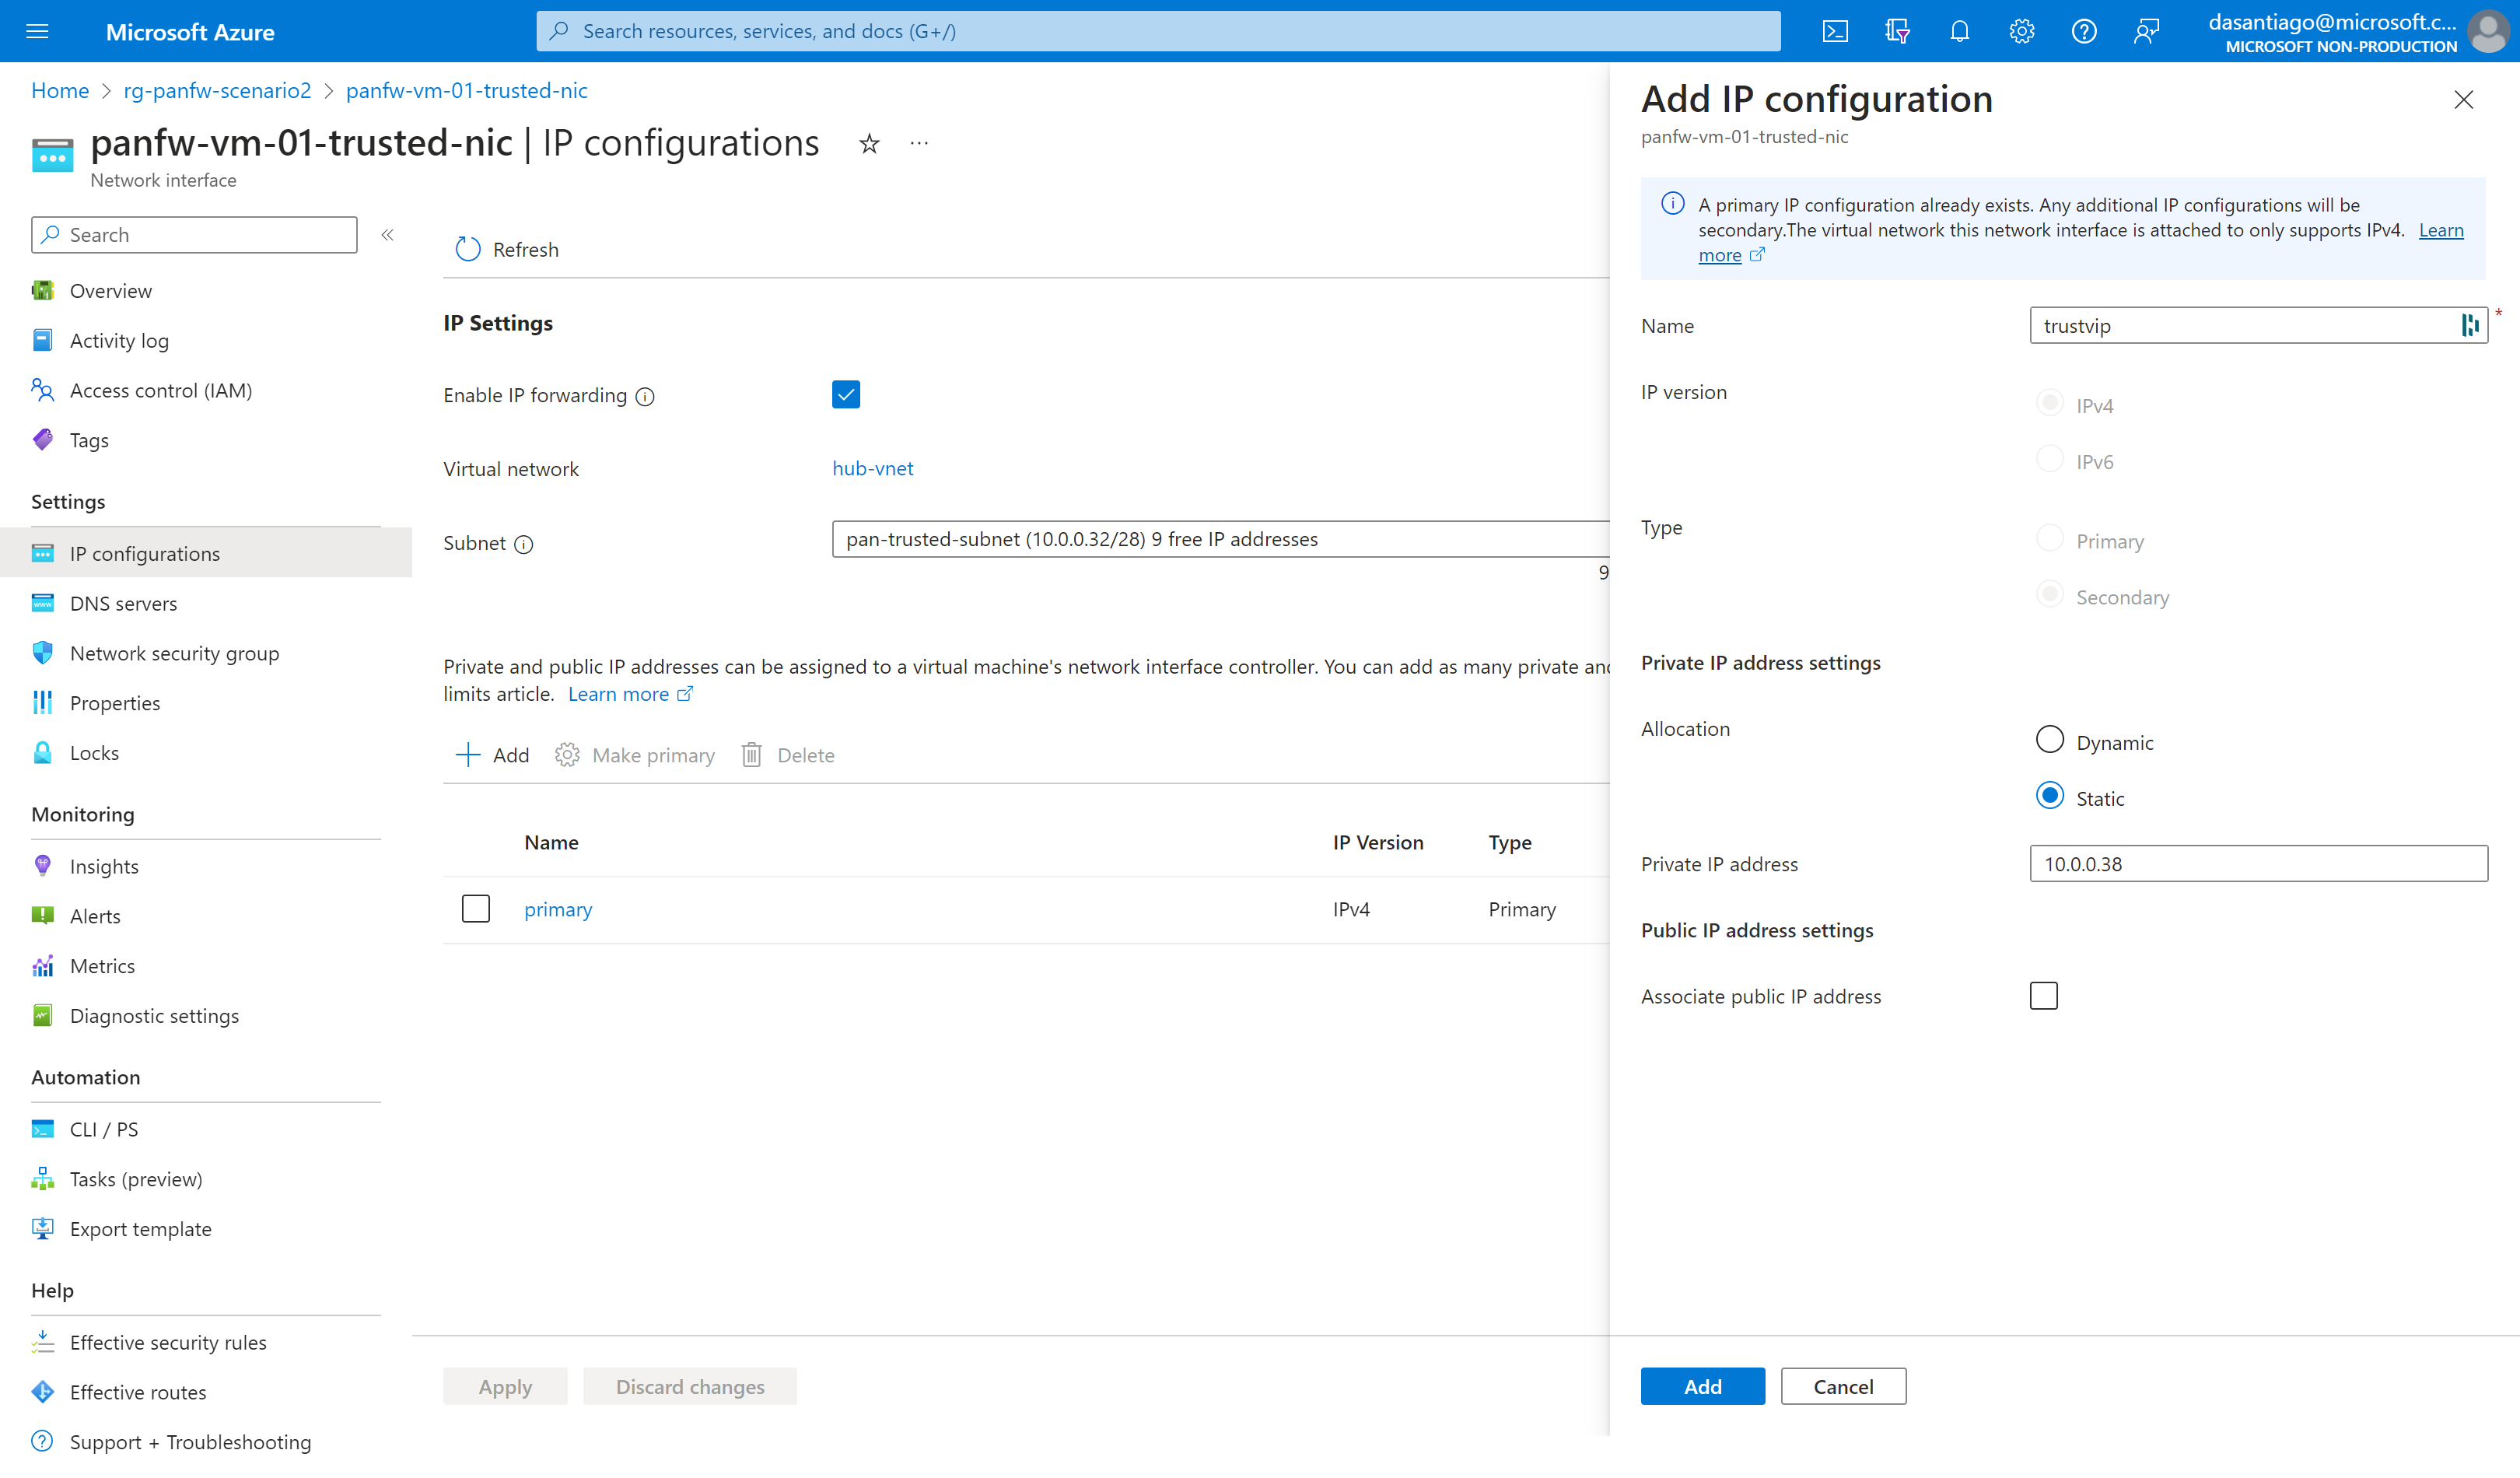 Microsoft Azure
Search resources, services, and docs (G+/)
dasantiago@microsoft.c...
MICROSOFT NON-PRODUCTION
Home > rg-panfw-scenario2 > panfw-vm-01-trusted-nic
panfw-vm-01-trusted-nic | IP configurations
Network interface
Search
Overview
Activity log
Access control (IAM)
Tags
Settings
IP configurations
DNS servers
Network security group
Properties
Locks
Monitoring
Insights
Alerts
Metrics
Diagnostic settings
Automation
CLI / PS
Tasks (preview)
Export template
Help
Effective security rules
Effective routes
Support + Troubleshooting
Refresh
IP Settings
Enable IP forwarding
Virtual network
hub-vnet
Subnet
pan-trusted-subnet (10.0.0.32/28) 9 free IP addresses
9
Private and public IP addresses can be assigned to a virtual machine's network interface controller. You can add as many private and
limits article. Learn more
Add Make primary Delete
Name IP Version Type
primary IPv4 Primary
Apply Discard changes
Add IP configuration
panfw-vm-01-trusted-nic
A primary IP configuration already exists. Any additional IP configurations will be
secondary.The virtual network this network interface is attached to only supports IPv4. Learn
more
Name
trustvip
*
IP version
IPv4
IPv6
Type
Primary
Secondary
Private IP address settings
Allocation
Dynamic
Static
Private IP address
10.0.0.38
Public IP address settings
Associate public IP address
Add Cancel